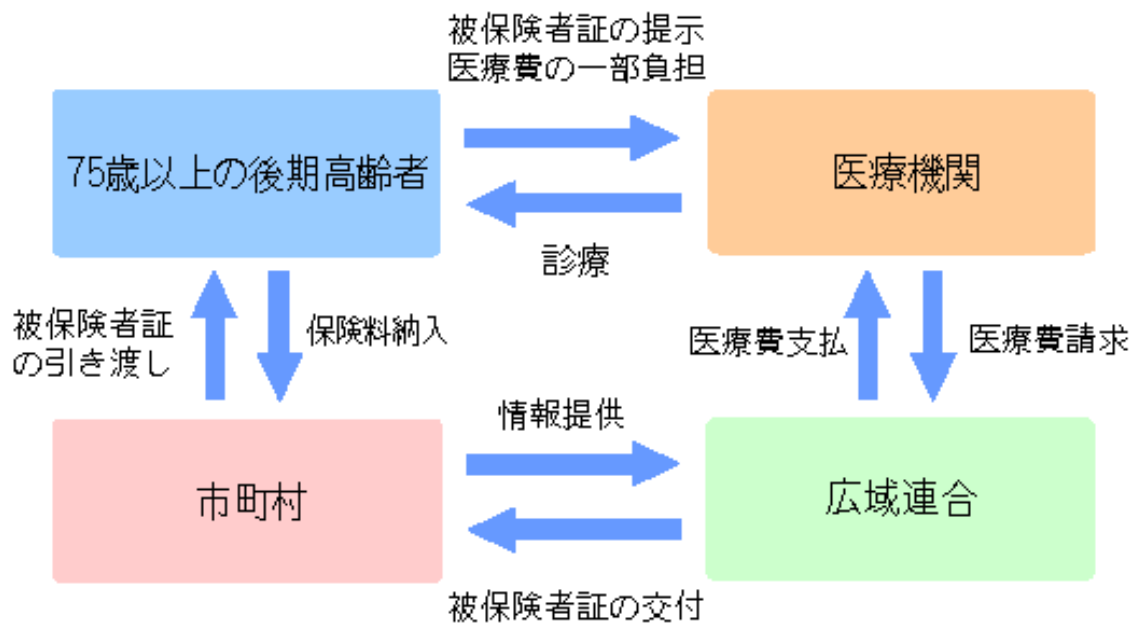 被保険者証の提示
医療費の一部負担
75歳以上の後期高齢者
医療機関
診療
被保険者証
の引き渡し
保険料納入
医療費支払
医療費請求
情報提供
市町村
広域連合
被保険者証の交付